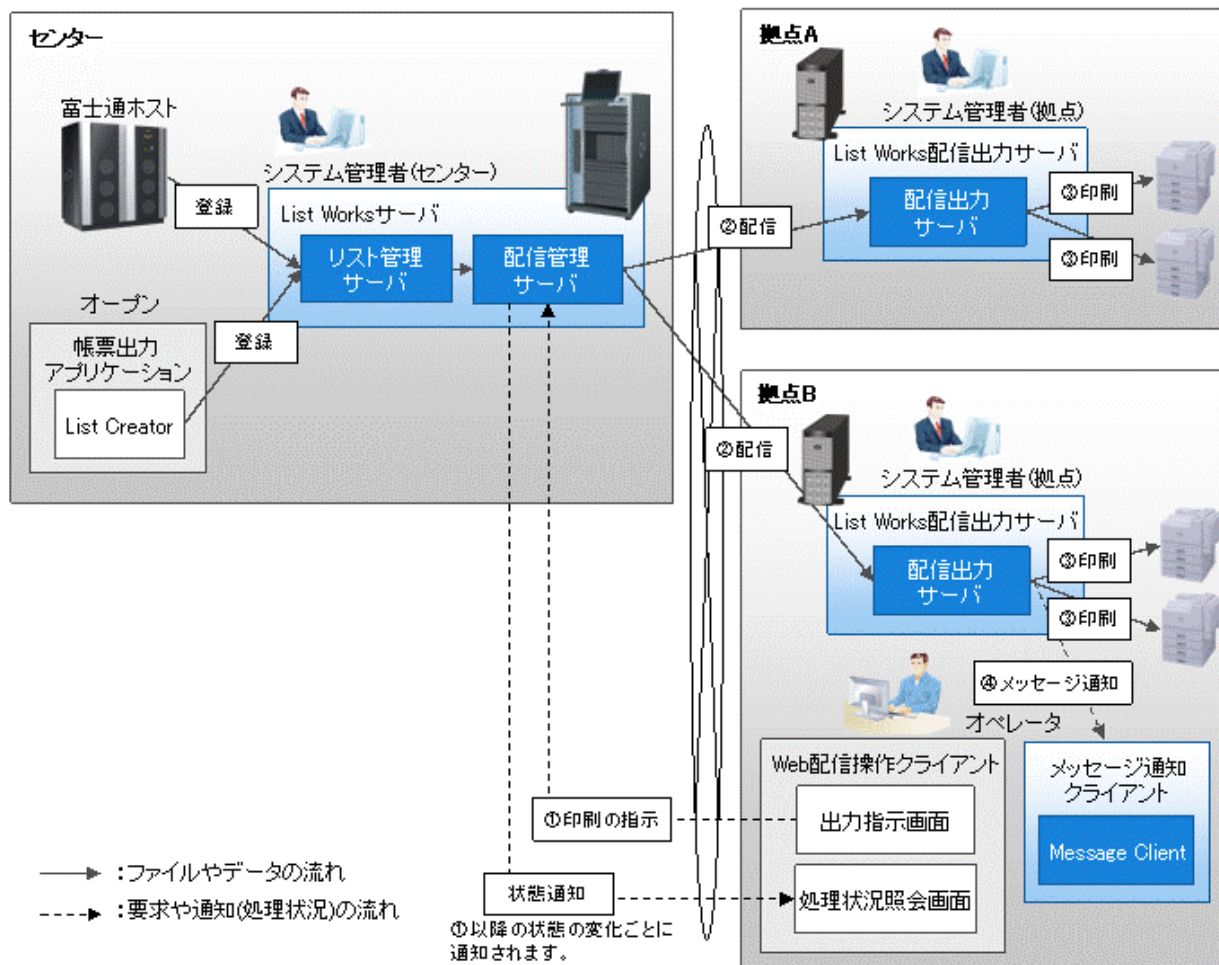 センター
富士通ホスト
システム管理者(センター)
登録
List Worksサーバ
リスト管理
サーバ
配信管理
サーバ
オープン
帳票出力
アプリケーション
List Creator
登録
②配信
②配信
拠点A
システム管理者(拠点)
List Works配信出力サーバ
配信出力
サーバ
③印刷
③印刷
拠点B
システム管理者(拠点)
List Works配信出力サーバ
配信出力
サーバ
③印刷
③印刷
④メッセージ通知
オペレータ
Web配信操作クライアント
出力指示画面
処理状況照会画面
メッセージ通知
クライアント
Message Client
①印刷の指示
状態通知
①以降の状態の変化ごとに
通知されます。
:ファイルやデータの流れ
:要求や通知(処理状況)の流れ